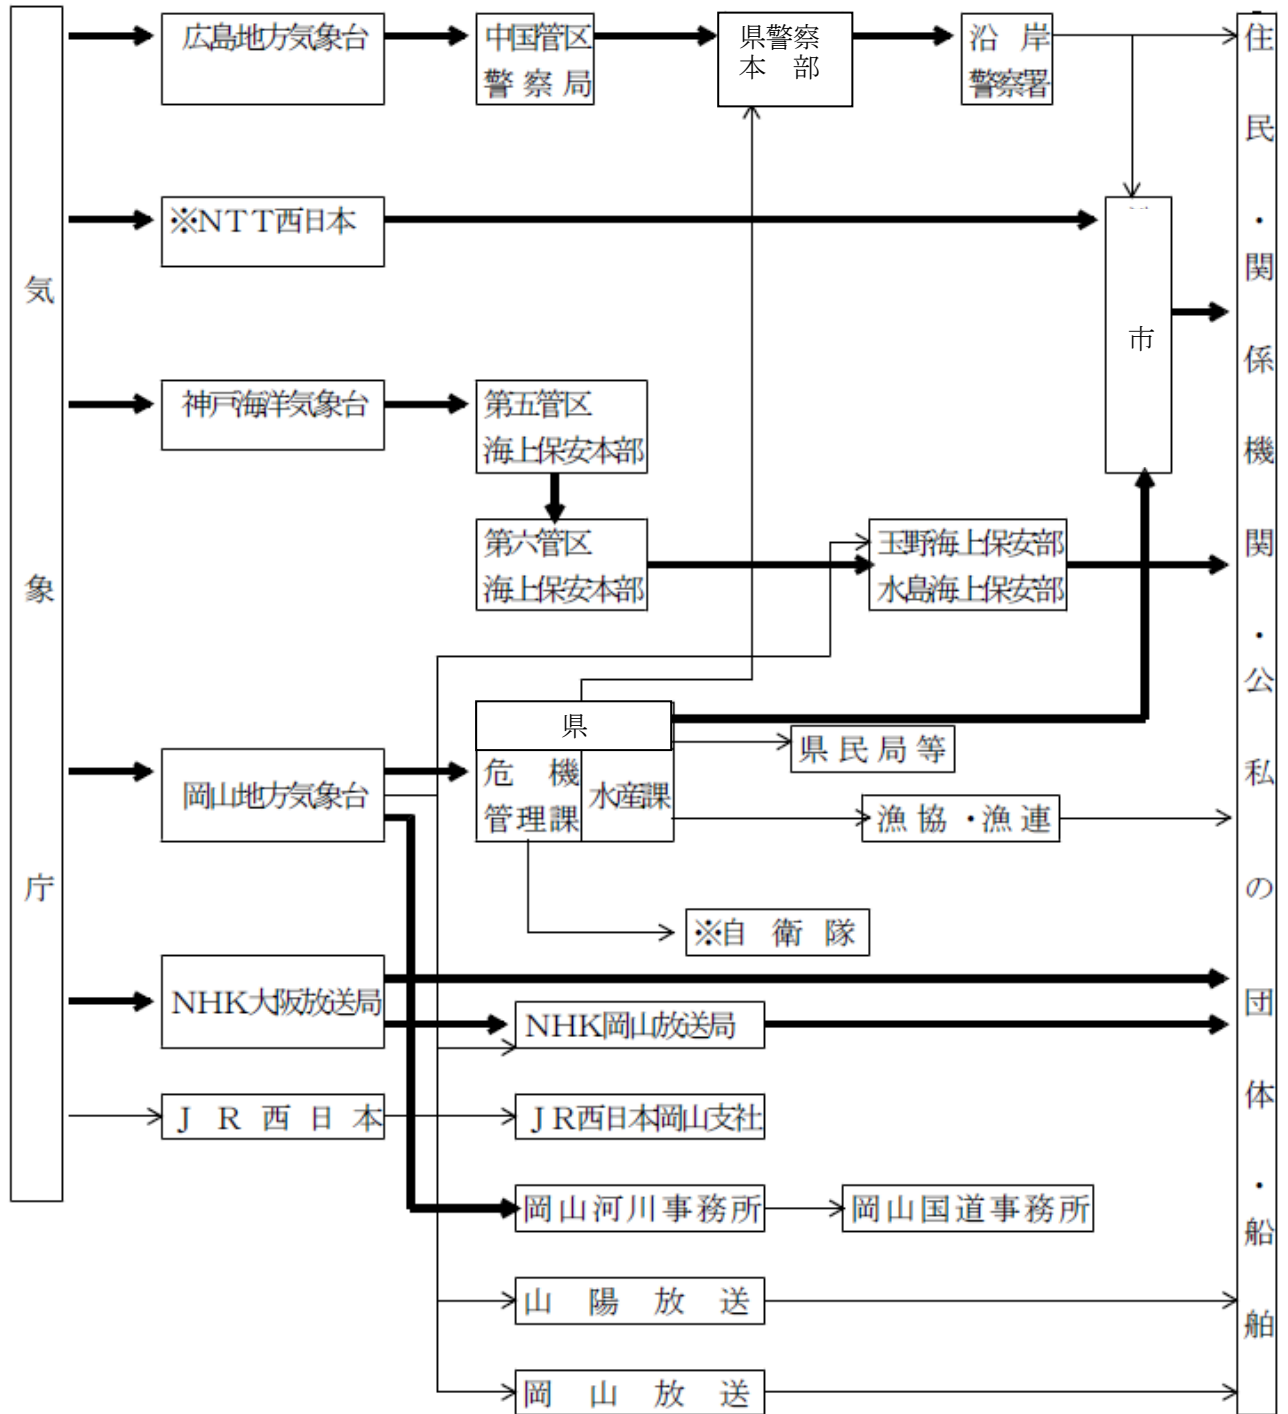 気象庁
広島地方気象台
中国管区
警察局
県警察
本　部
沿　岸
警察署
※NTT西日本
市
神戸海洋気象台
第五管区
海上保安本部
第六管区
海上保安本部
玉野海上保安部
水島海上保安部
岡山地方気象台
県
危　機
管理課
水産課
県民局等
漁協・漁連
※自　衛　隊
NHK大阪放送局
NHK岡山放送局
ＪＲ西日本
ＪＲ西日本岡山支社
岡山河川事務所
岡山国道事務所
山　陽　放　送
岡　山　放　送
住民・関係機関・公私の団体・船舶